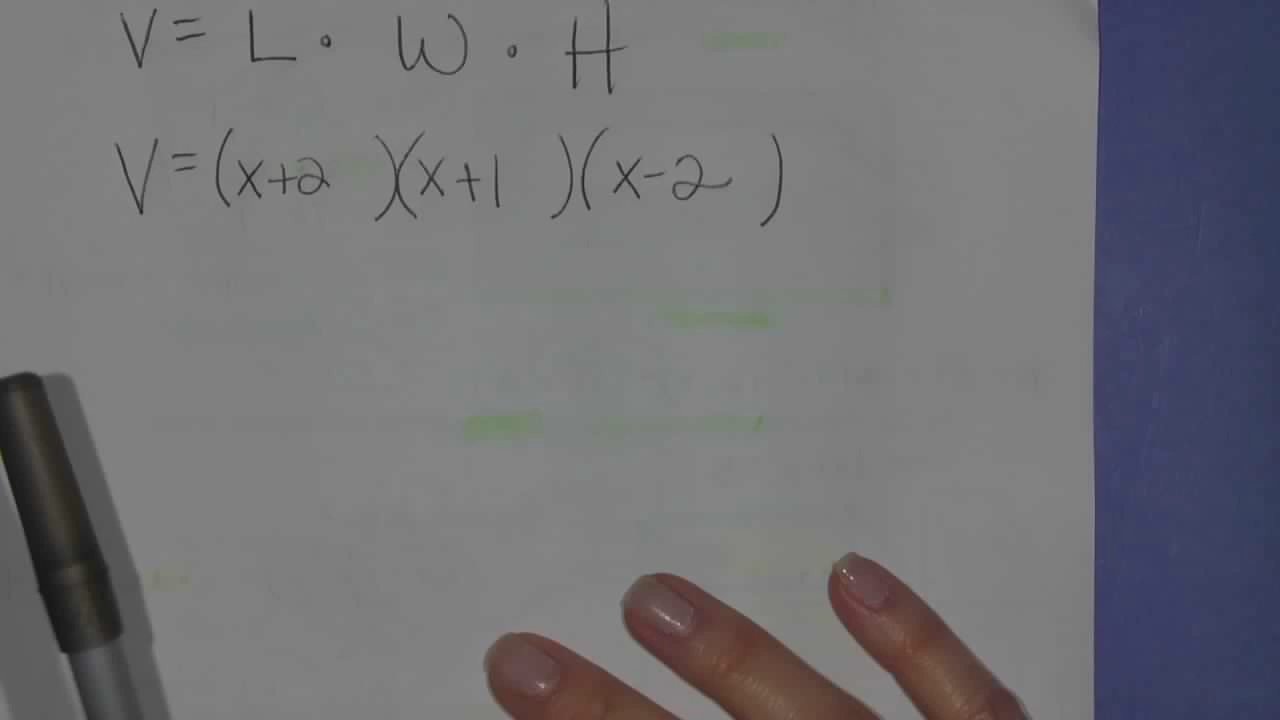 V = L · W · H
V = (x+2 )(x+1 )(x-2 )